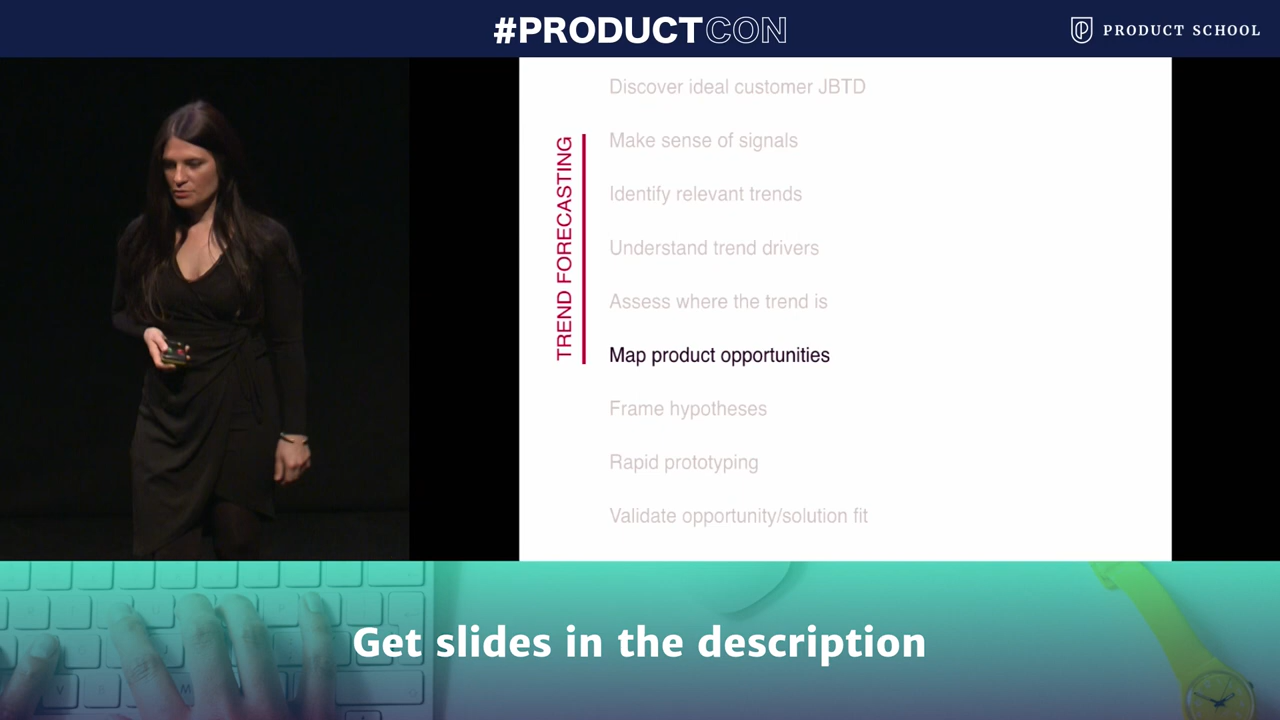 #PRODUCTCON
PRODUCT SCHOOL
Discover ideal customer JBTD
TREND FORECASTING
Make sense of signals
Identify relevant trends
Understand trend drivers
Assess where the trend is
Map product opportunities
Frame hypotheses
Rapid prototyping
Validate opportunity/solution fit
Get slides in the description
V
B
M